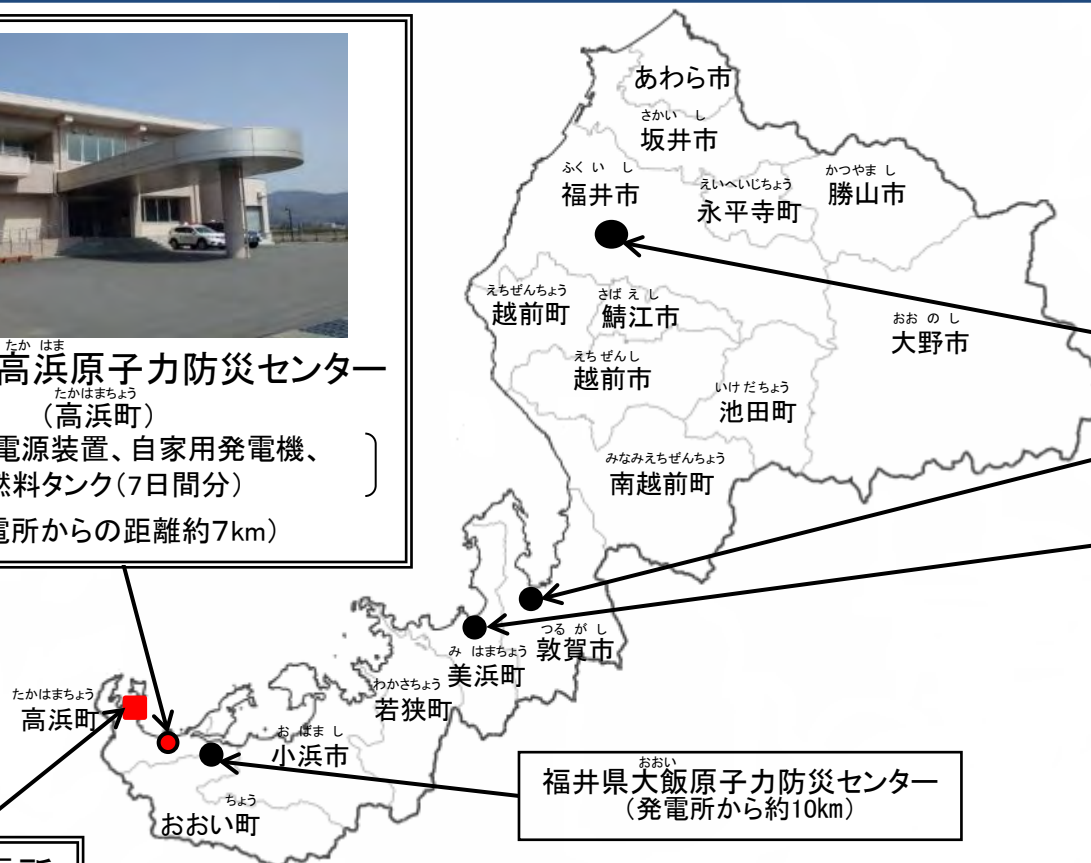 たか はま
高浜原子力防災センター
たかはまちょう
（高浜町）
電源装置、自家用発電機、
燃料タンク（7日間分）
電所からの距離約7km）
あわら市
さかい し
坂井市
ふく い し
福井市
えいへいじちょう
永平寺町
かつやま し
勝山市
えちぜんちょう
越前町
さば え し
鯖江市
おお の し
大野市
えち ぜんし
越前市
いけ だちょう
池田町
みなみえちぜんちょう
南越前町
つる が し
敦賀市
み はまちょう
美浜町
わかさちょう
若狭町
たかはまちょう
高浜町
お ばま し
小浜市
ちょう
おおい町
おおい
福井県大飯原子力防災センター
（発電所から約10km）